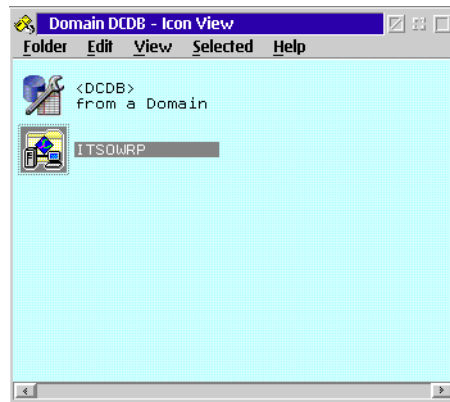 Domain DCDB - Icon View
Folder Edit View Selected Help
<DCDB>
from a Domain
ITSOWRP